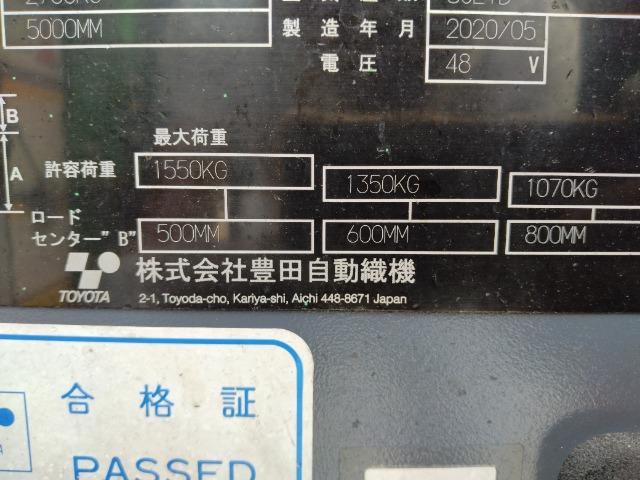 5000MM 製造年月 2020/05
電圧 48 V
B
最大荷重
A 許容荷重 1550KG 1350KG 1070KG
ロード
センター"B" 500MM 600MM 800MM
株式会社豊田自動織機
TOYOTA 2-1, Toyoda-cho, Kariya-shi, Aichi 448-8671 Japan
合格証
PASSED